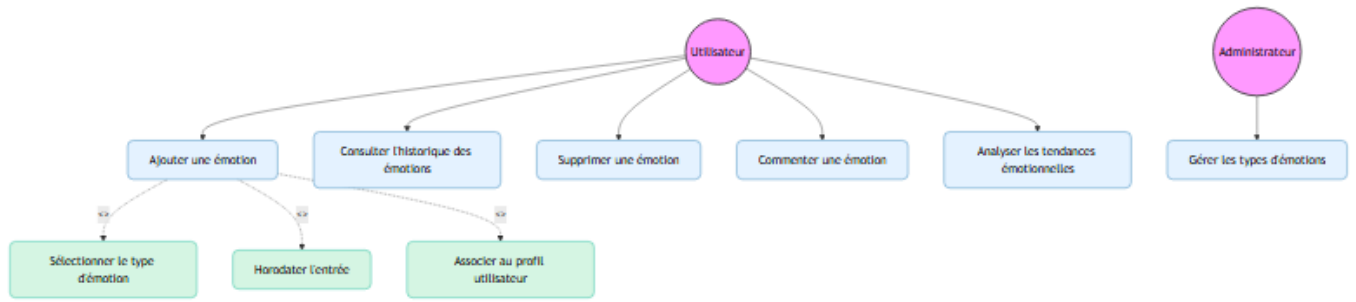 Utilisateur
Administrateur
Ajouter une émotion
Consulter l'historique des
émotions
Supprimer une émotion
Commenter une émotion
Analyser les tendances
émotionnelles
Gérer les types d'émotions
<>
<>
<>
Sélectionner le type
d'émotion
Horodater l'entrée
Associer au profil
utilisateur